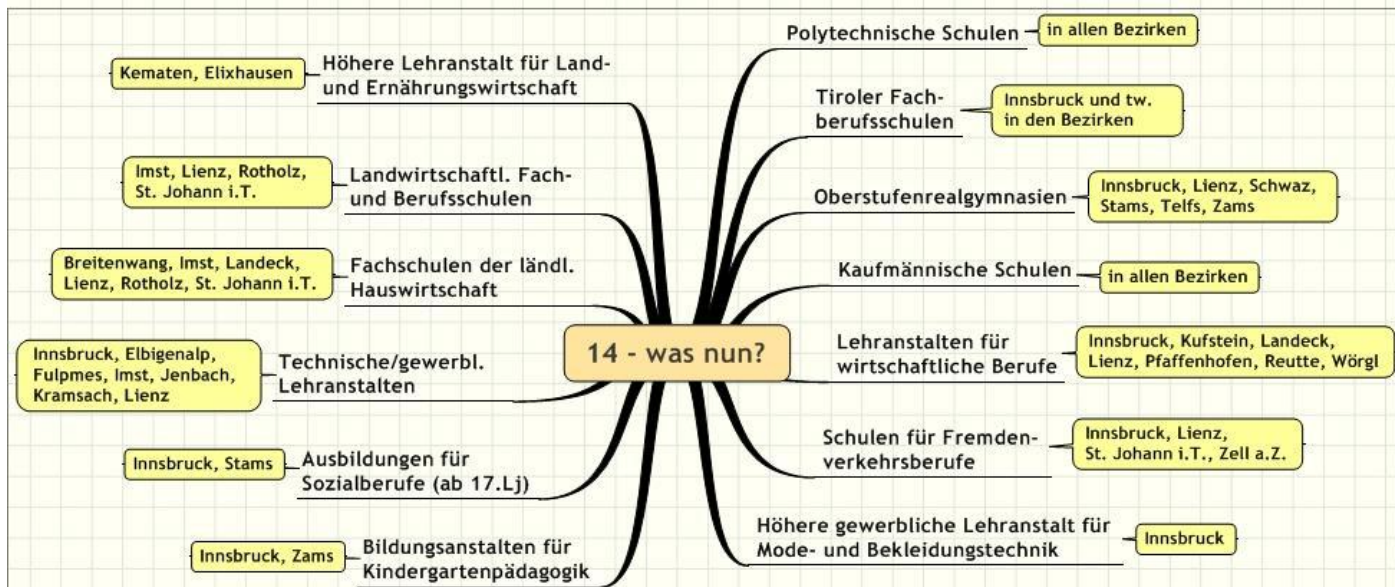 14 - was nun?
Polytechnische Schulen
in allen Bezirken
Tiroler Fach-
berufsschulen
Innsbruck und tw.
in den Bezirken
Oberstufenrealgymnasien
Innsbruck, Lienz, Schwaz,
Stams, Telfs, Zams
Kaufmännische Schulen
in allen Bezirken
Lehranstalten für
wirtschaftliche Berufe
Innsbruck, Kufstein, Landeck,
Lienz, Pfaffenhofen, Reutte, Wörgl
Schulen für Fremden-
verkehrsberufe
Innsbruck, Lienz,
St. Johann i.T., Zell a.Z.
Höhere gewerbliche Lehranstalt für
Mode- und Bekleidungstechnik
Innsbruck
Höhere Lehranstalt für Land-
und Ernährungswirtschaft
Kematen, Elixhausen
Landwirtschaftl. Fach-
und Berufsschulen
Imst, Lienz, Rotholz,
St. Johann i.T.
Fachschulen der ländl.
Hauswirtschaft
Breitenwang, Imst, Landeck,
Lienz, Rotholz, St. Johann i.T.
Technische/gewerbl.
Lehranstalten
Innsbruck, Elbigenalp,
Fulpmes, Imst, Jenbach,
Kramsach, Lienz
Ausbildungen für
Sozialberufe (ab 17.Lj)
Innsbruck, Stams
Bildungsanstalten für
Kindergartenpädagogik
Innsbruck, Zams